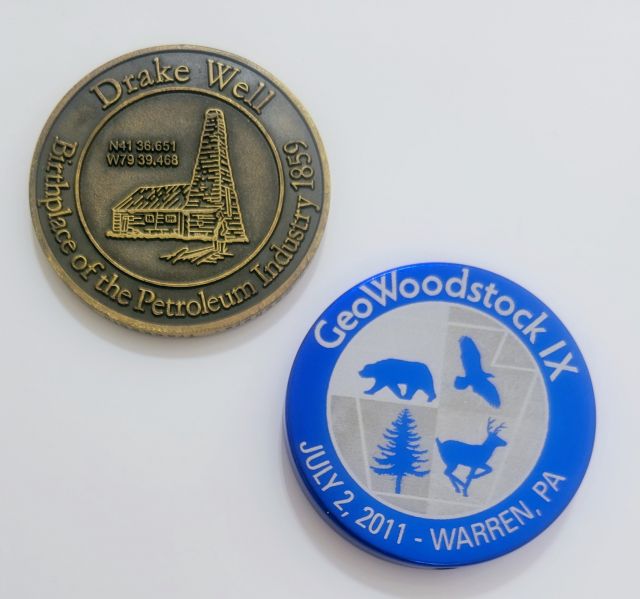 Drake Well
N41 36.651
W79 39.468
Birthplace of the Petroleum Industry 1859
GeoWoodstock IX
JULY 2, 2011 - WARREN, PA